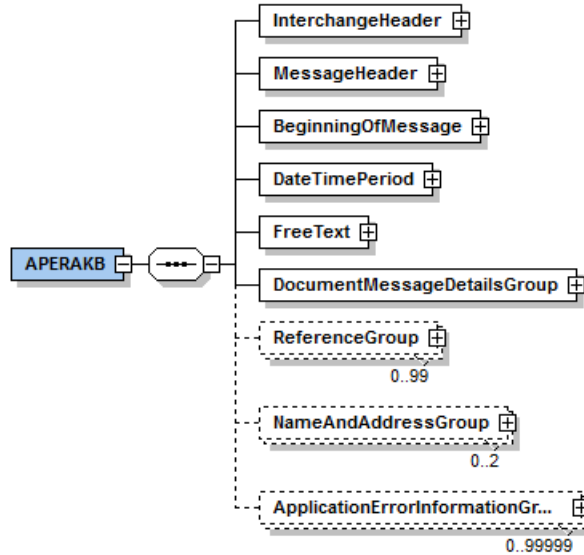 InterchangeHeader
MessageHeader
BeginningOfMessage
DateTimePeriod
FreeText
APERAKB
DocumentMessageDetailsGroup
ReferenceGroup
0..99
NameAndAddressGroup
0..2
ApplicationErrorInformationGr...
0..99999